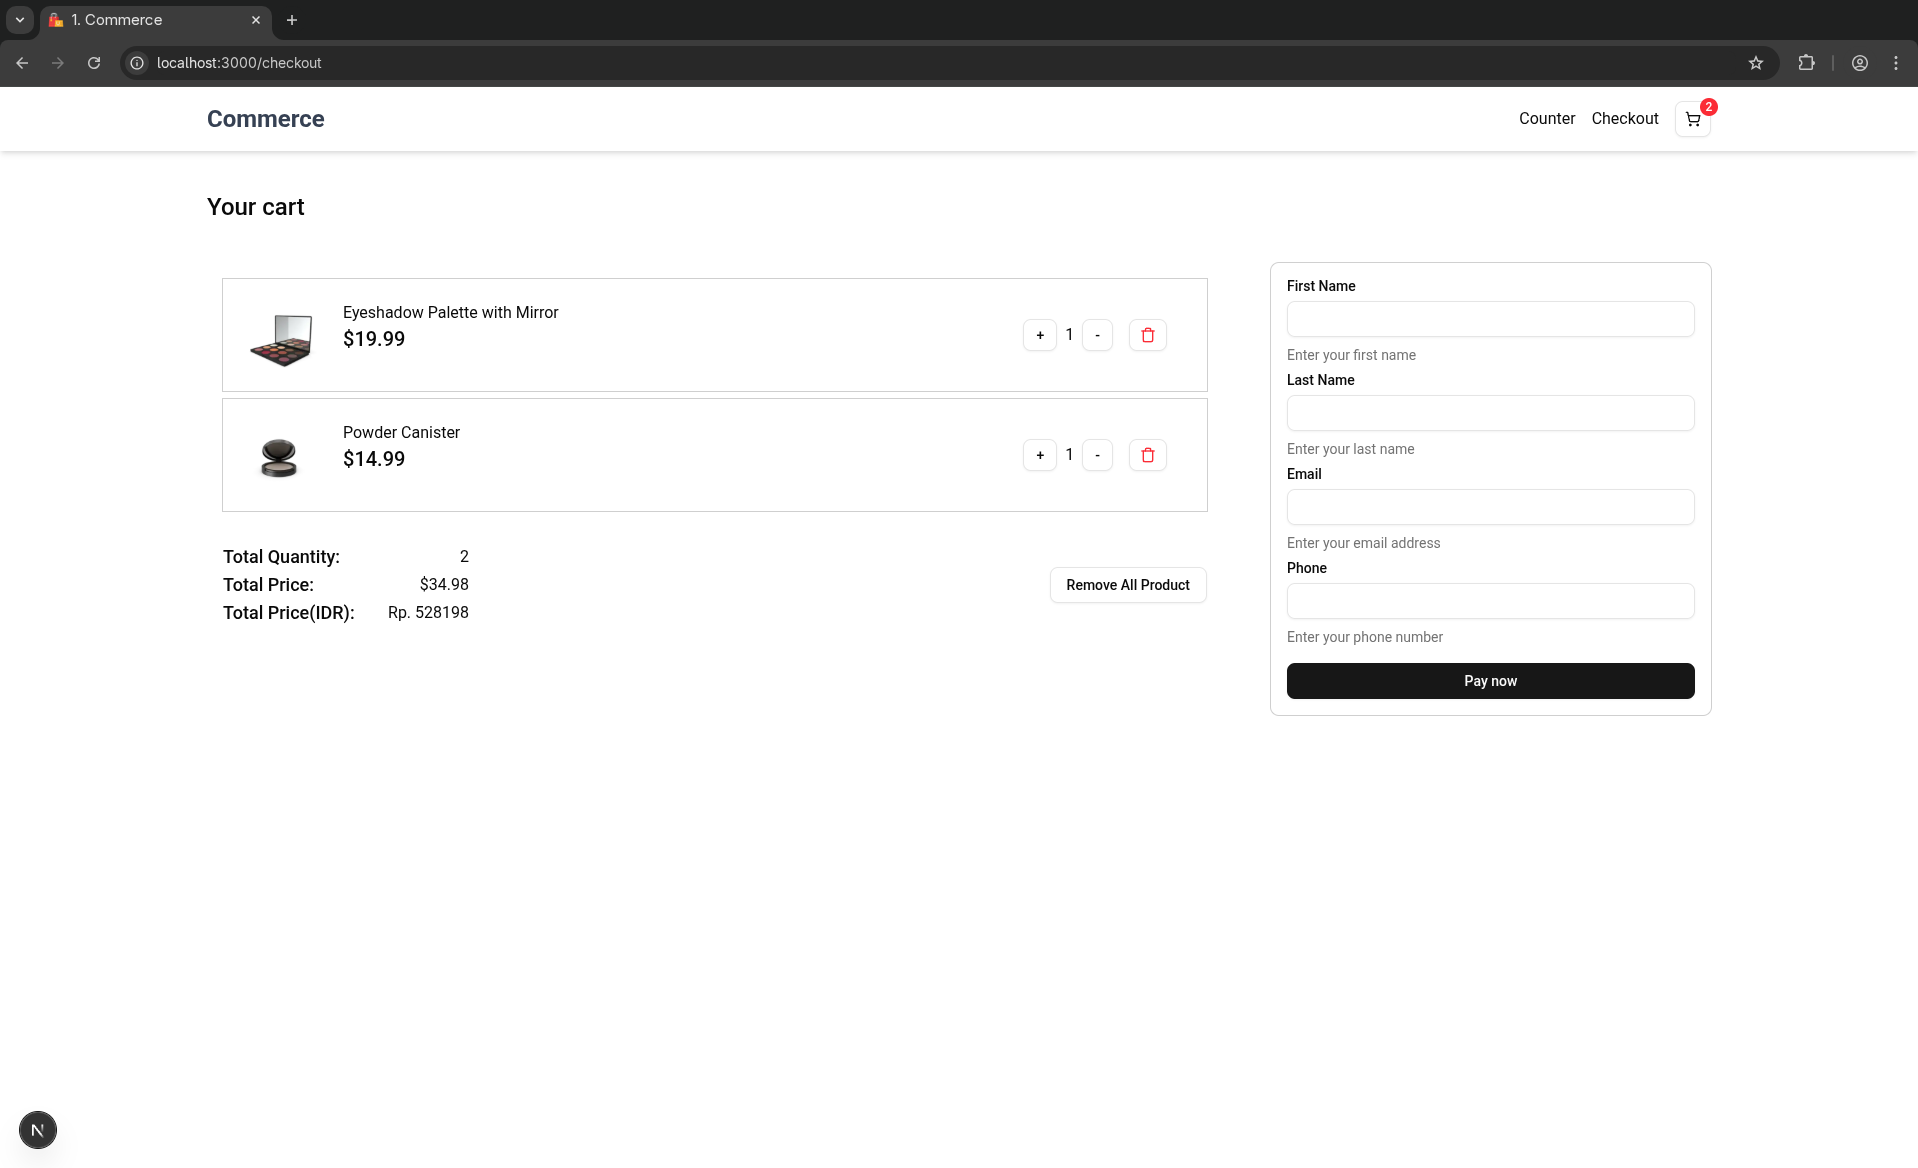 1. Commerce
localhost:3000/checkout
Commerce
Counter Checkout 2
Your cart
Eyeshadow Palette with Mirror
$19.99
+ 1 -
Powder Canister
$14.99
+ 1 -
Total Quantity: 2
Total Price: $34.98
Total Price(IDR): Rp. 528198
Remove All Product
First Name
Enter your first name
Last Name
Enter your last name
Email
Enter your email address
Phone
Enter your phone number
Pay now
N